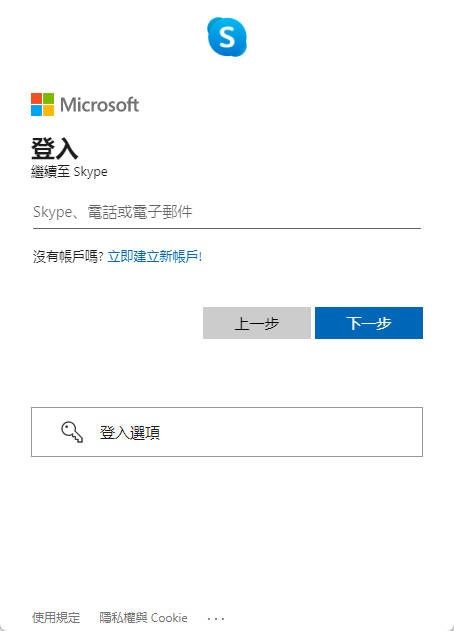 S
Microsoft
登入
繼續至 Skype
Skype、電話或電子郵件
沒有帳戶嗎? 立即建立新帳戶!
上一步 下一步
登入選項
使用規定 隱私權與 Cookie ...